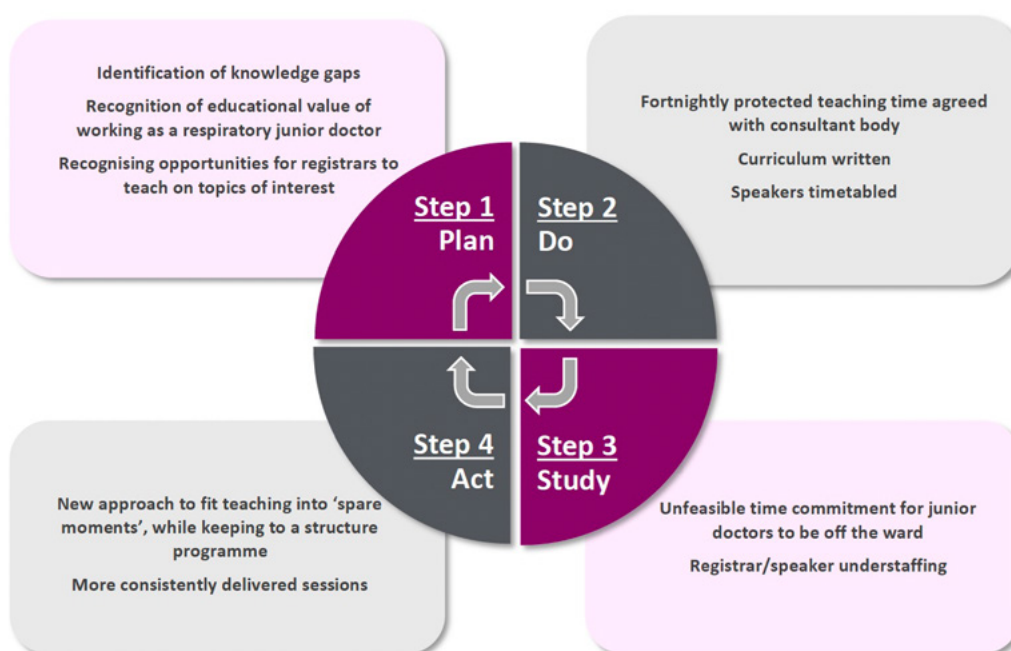 Identification of knowledge gaps
Recognition of educational value of
working as a respiratory junior doctor
Recognising opportunities for registrars to
teach on topics of interest
Step 1
Plan
Fortnightly protected teaching time agreed
with consultant body
Curriculum written
Speakers timetabled
Step 2
Do
Step 3
Study
Unfeasible time commitment for junior
doctors to be off the ward
Registrar/speaker understaffing
Step 4
Act
New approach to fit teaching into ‘spare
moments’, while keeping to a structure
programme
More consistently delivered sessions